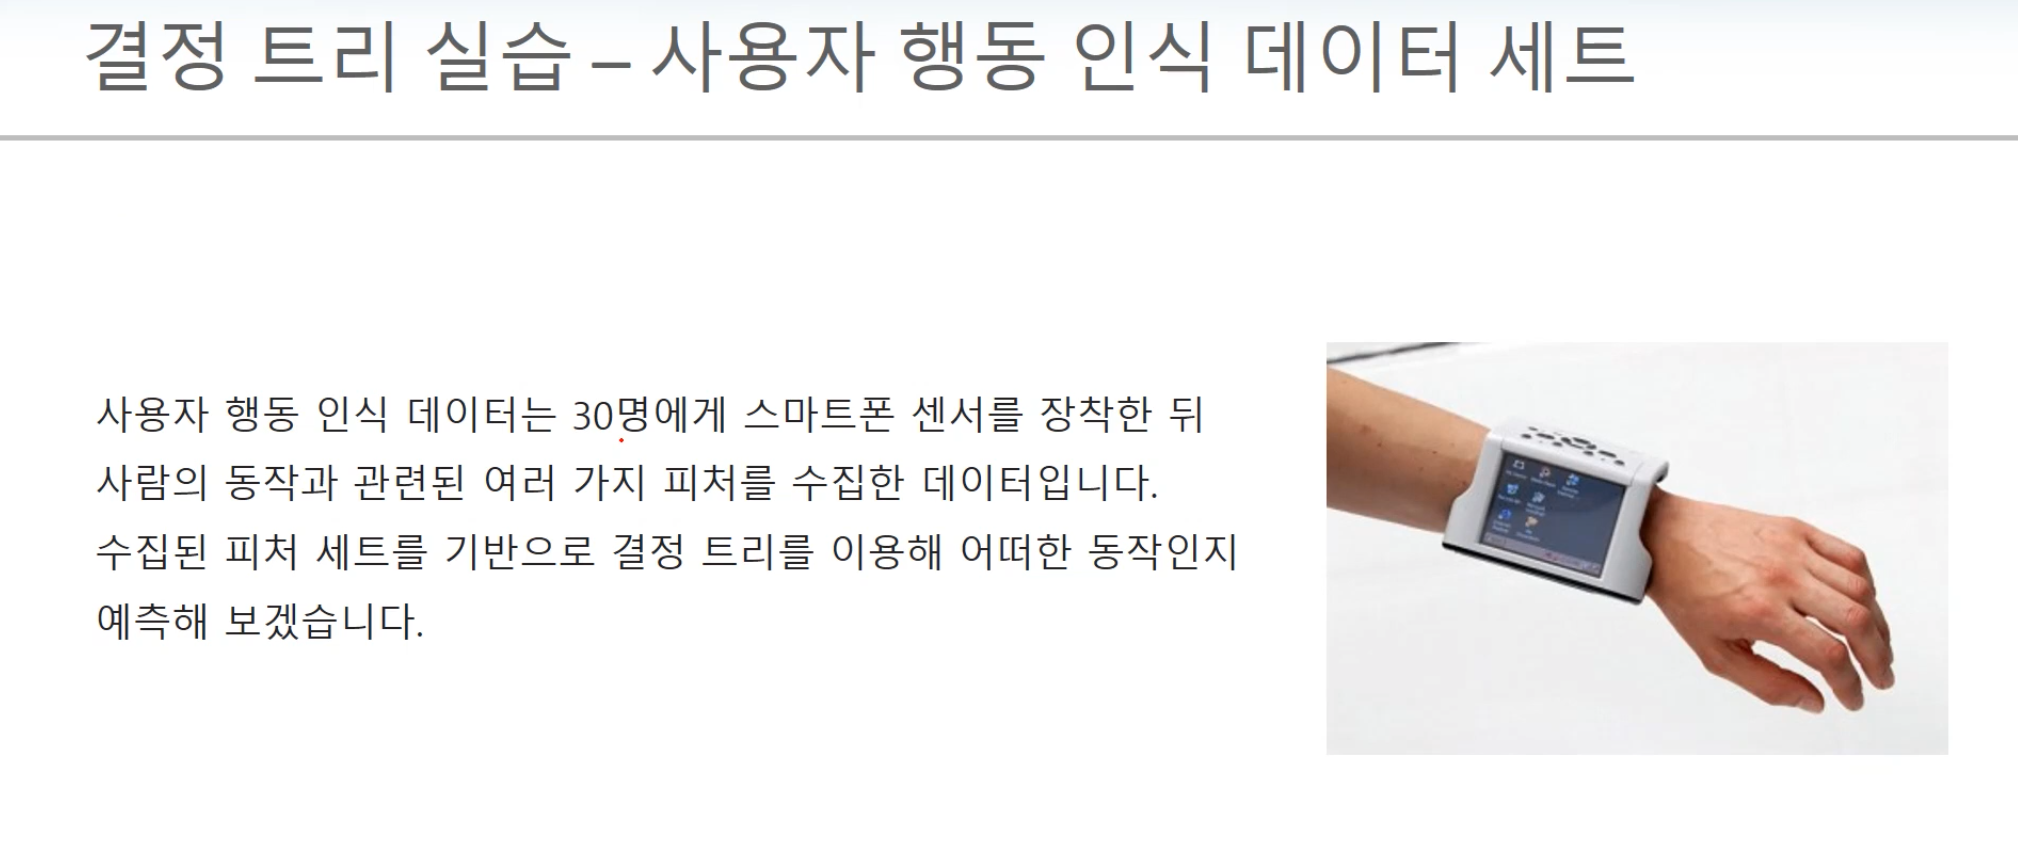 결정 트리 실습 – 사용자 행동 인식 데이터 세트
사용자 행동 인식 데이터는 30명에게 스마트폰 센서를 장착한 뒤
사람의 동작과 관련된 여러 가지 피처를 수집한 데이터입니다.
수집된 피처 세트를 기반으로 결정 트리를 이용해 어떠한 동작인지
예측해 보겠습니다.